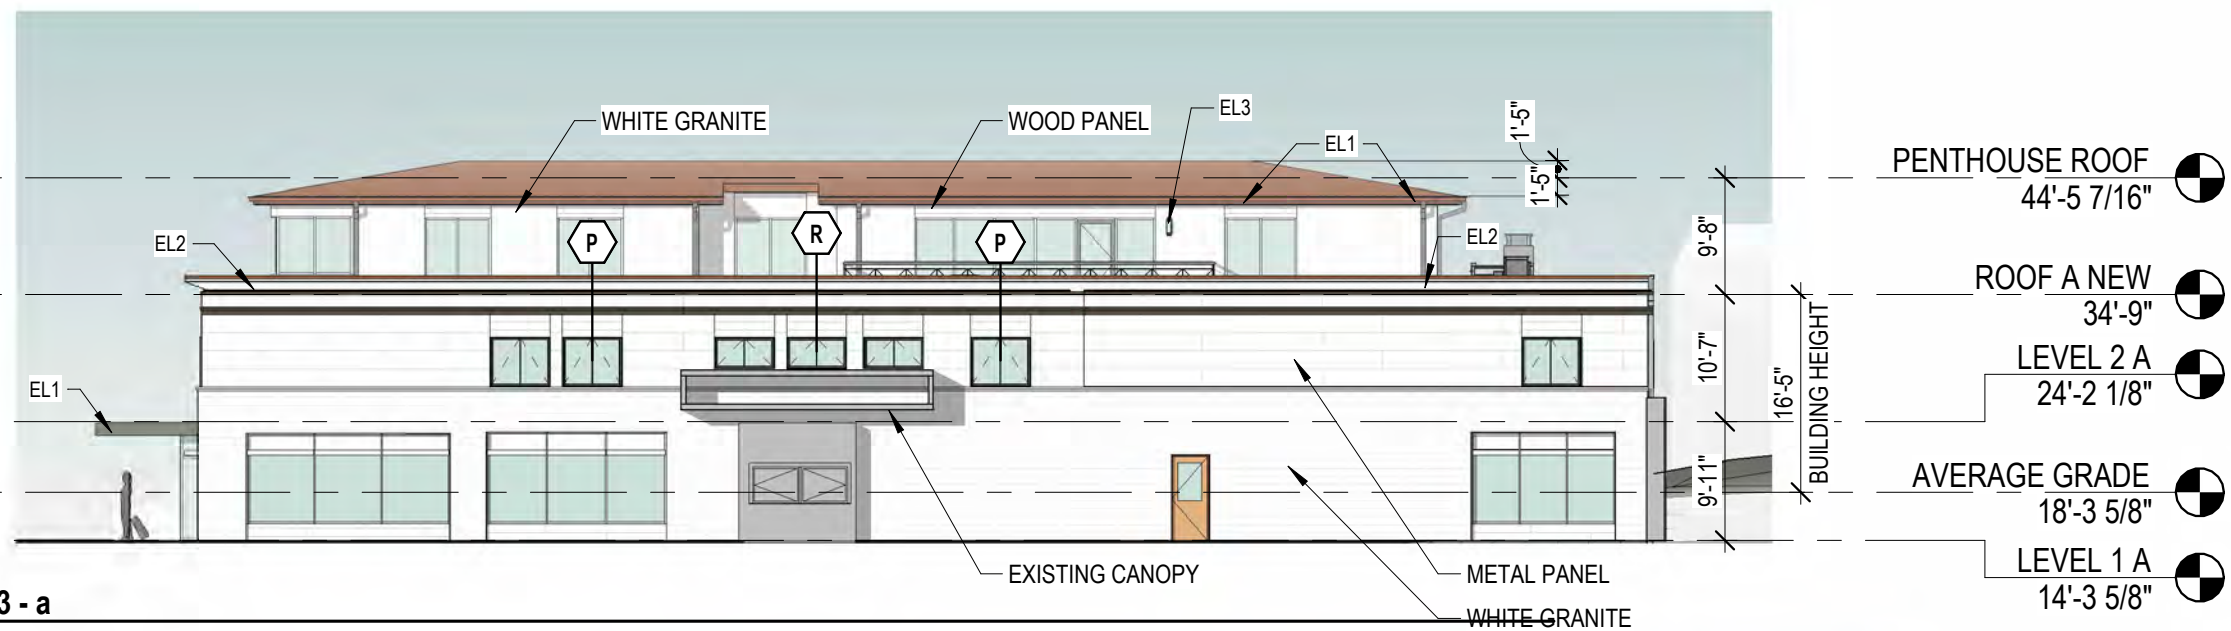 WHITE GRANITE
WOOD PANEL
EL3
EL1
1'-5"
1'-5"
PENTHOUSE ROOF
44'-5 7/16"
EL2
P
R
P
EL2
9'-8"
ROOF A NEW
34'-9"
EL1
10'-7"
16'-5"
BUILDING HEIGHT
LEVEL 2 A
24'-2 1/8"
9'-11"
AVERAGE GRADE
18'-3 5/8"
EXISTING CANOPY
METAL PANEL
LEVEL 1 A
14'-3 5/8"
3 - a
WHITE GRANITE